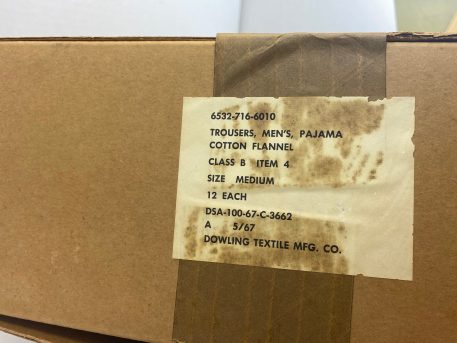 6532-716-6010
TROUSERS, MEN'S, PAJAMA
COTTON FLANNEL
CLASS B ITEM 4
SIZE MEDIUM
12 EACH
DSA-100-67-C-3662
A 5/67
DOWLING TEXTILE MFG. CO.